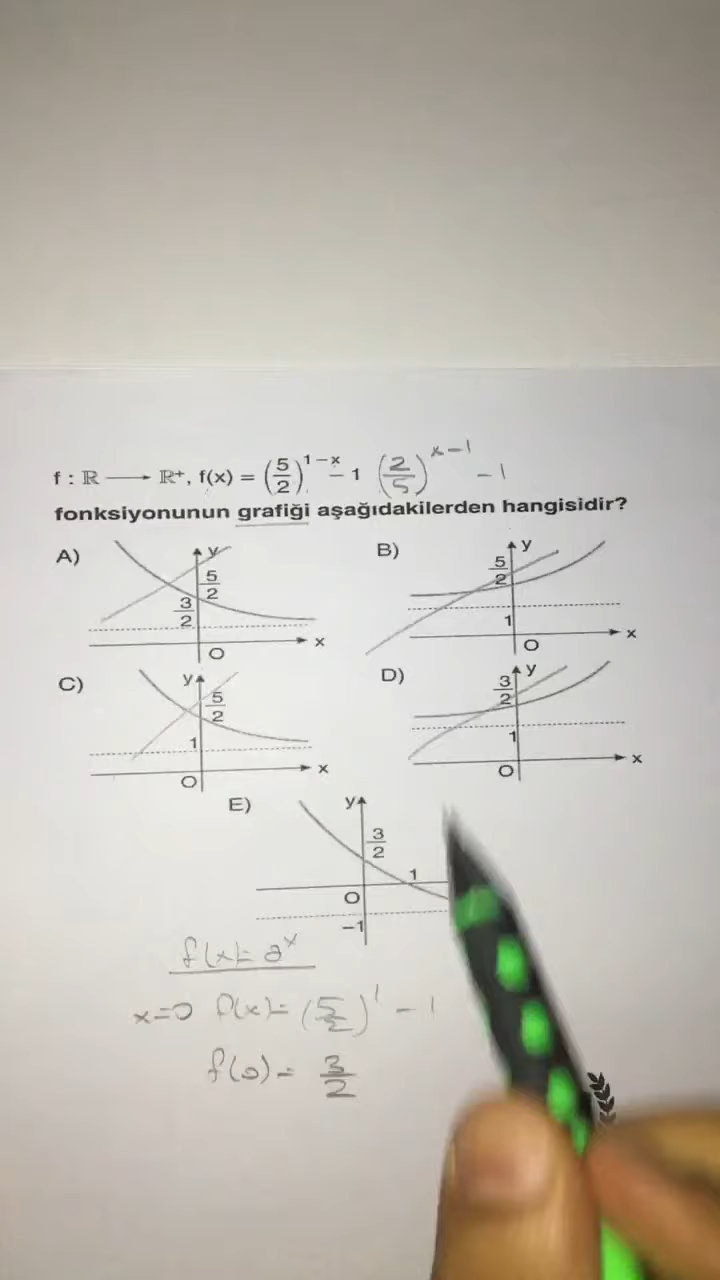 f : ℝ ⟶ ℝ⁺, f(x) = (5/2)^(1-x) - 1 (2/5)^(x-1) - 1
fonksiyonunun grafiği aşağıdakilerden hangisidir?
A) y 5/2 3/2 O x
B) y 5/2 1 O x
C) y 5/2 1 O x
D) y 3/2 1 O x
E) y 3/2 1 O -1
f(x) = a^x
x=0 f(x) = (5/2)^1 - 1
f(0) = 3/2